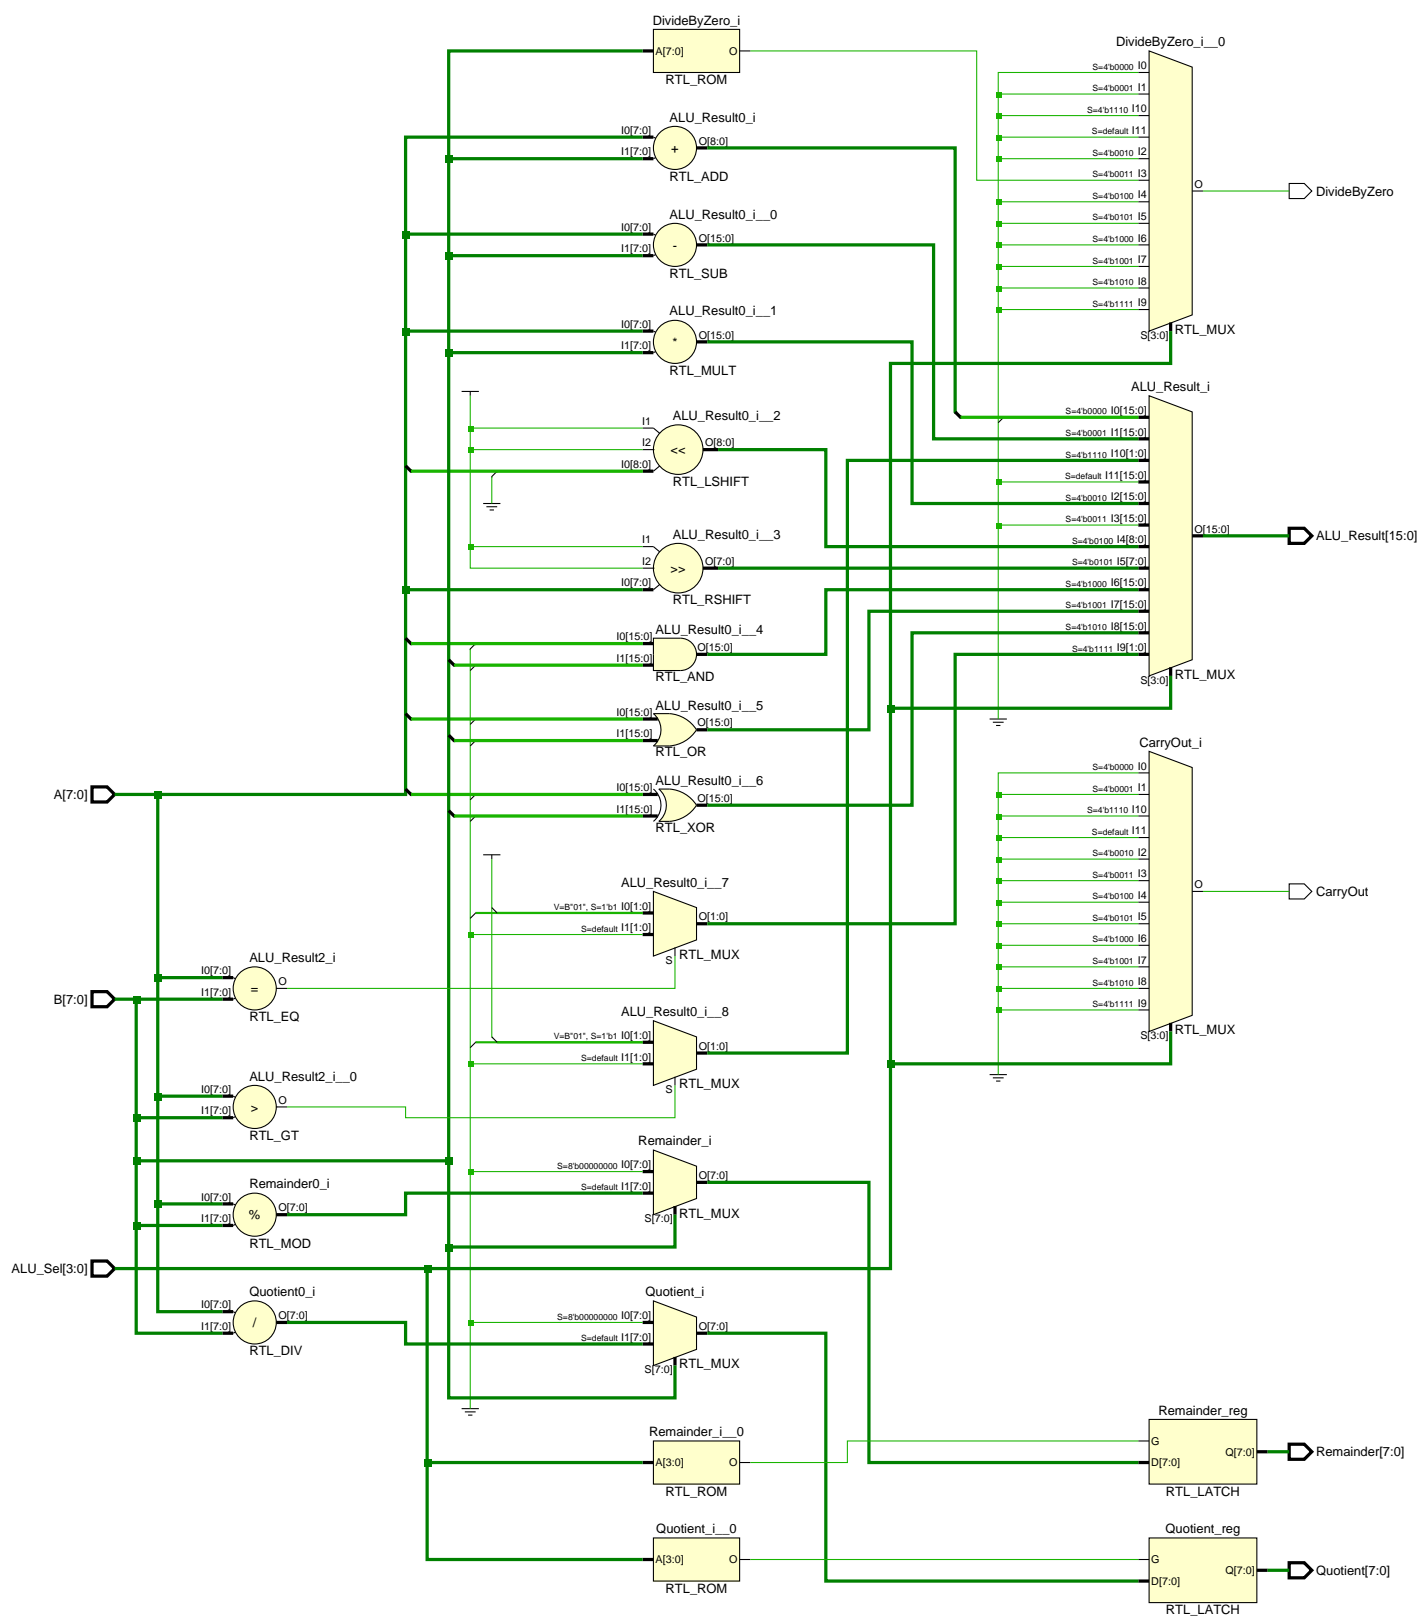 DivideByZero_i
A[7:0] O
RTL_ROM
ALU_Result0_i
I0[7:0] O[8:0]
I1[7:0] +
RTL_ADD
ALU_Result0_i__0
I0[7:0] O[15:0]
I1[7:0] -
RTL_SUB
ALU_Result0_i__1
I0[7:0] O[15:0]
I1[7:0] *
RTL_MULT
ALU_Result0_i__2
I1
I2 << O[8:0]
I0[8:0]
RTL_LSHIFT
ALU_Result0_i__3
I1
I2 >> O[7:0]
I0[7:0]
RTL_RSHIFT
ALU_Result0_i__4
I0[15:0] O[15:0]
I1[15:0]
RTL_AND
ALU_Result0_i__5
I0[15:0] O[15:0]
I1[15:0]
RTL_OR
ALU_Result0_i__6
I0[15:0] O[15:0]
I1[15:0]
RTL_XOR
ALU_Result0_i__7
V=B"01", S=1'b1 I0[1:0] O[1:0]
S=default I1[1:0]
S RTL_MUX
ALU_Result0_i__8
V=B"01", S=1'b1 I0[1:0] O[1:0]
S=default I1[1:0]
S RTL_MUX
A[7:0]
B[7:0]
ALU_Sel[3:0]
ALU_Result2_i
I0[7:0] O
I1[7:0] =
RTL_EQ
ALU_Result2_i__0
I0[7:0] O
I1[7:0] >
RTL_GT
Remainder0_i
I0[7:0] O[7:0]
I1[7:0] %
RTL_MOD
Quotient0_i
I0[7:0] O[7:0]
I1[7:0] /
RTL_DIV
Remainder_i
S=8'b00000000 I0[7:0] O[7:0]
S=default I1[7:0]
S[7:0] RTL_MUX
Quotient_i
S=8'b00000000 I0[7:0] O[7:0]
S=default I1[7:0]
S[7:0] RTL_MUX
Remainder_i__0
A[3:0] O
RTL_ROM
Quotient_i__0
A[3:0] O
RTL_ROM
DivideByZero_i__0
S=4'b0000 I0
S=4'b0001 I1
S=4'b1110 I10
S=default I11
S=4'b0010 I2
S=4'b0011 I3
S=4'b0100 I4
S=4'b0101 I5
S=4'b1000 I6
S=4'b1001 I7
S=4'b1010 I8
S=4'b1111 I9
S[3:0] RTL_MUX
O
DivideByZero
ALU_Result_i
S=4'b0000 I0[15:0]
S=4'b0001 I1[15:0]
S=4'b1110 I10[1:0]
S=default I11[15:0]
S=4'b0010 I2[15:0]
S=4'b0011 I3[15:0]
S=4'b0100 I4[8:0]
S=4'b0101 I5[7:0]
S=4'b1000 I6[15:0]
S=4'b1001 I7[15:0]
S=4'b1010 I8[15:0]
S=4'b1111 I9[1:0]
S[3:0] RTL_MUX
O[15:0]
ALU_Result[15:0]
CarryOut_i
S=4'b0000 I0
S=4'b0001 I1
S=4'b1110 I10
S=default I11
S=4'b0010 I2
S=4'b0011 I3
S=4'b0100 I4
S=4'b0101 I5
S=4'b1000 I6
S=4'b1001 I7
S=4'b1010 I8
S=4'b1111 I9
S[3:0] RTL_MUX
O
CarryOut
Remainder_reg
G
D[7:0] Q[7:0]
RTL_LATCH
Remainder[7:0]
Quotient_reg
G
D[7:0] Q[7:0]
RTL_LATCH
Quotient[7:0]